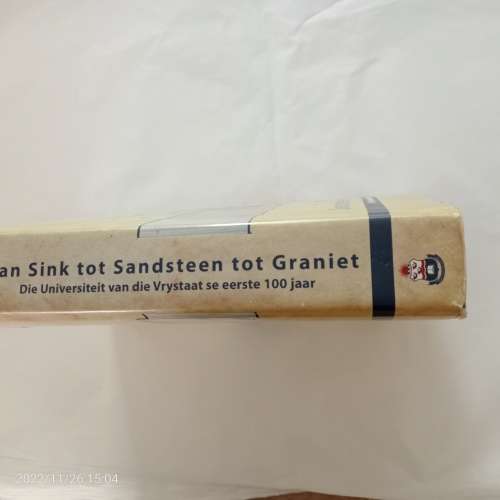 an Sink tot Sandsteen tot Graniet
Die Universiteit van die Vrystaat se eerste 100 jaar
2022/11/26 15:04